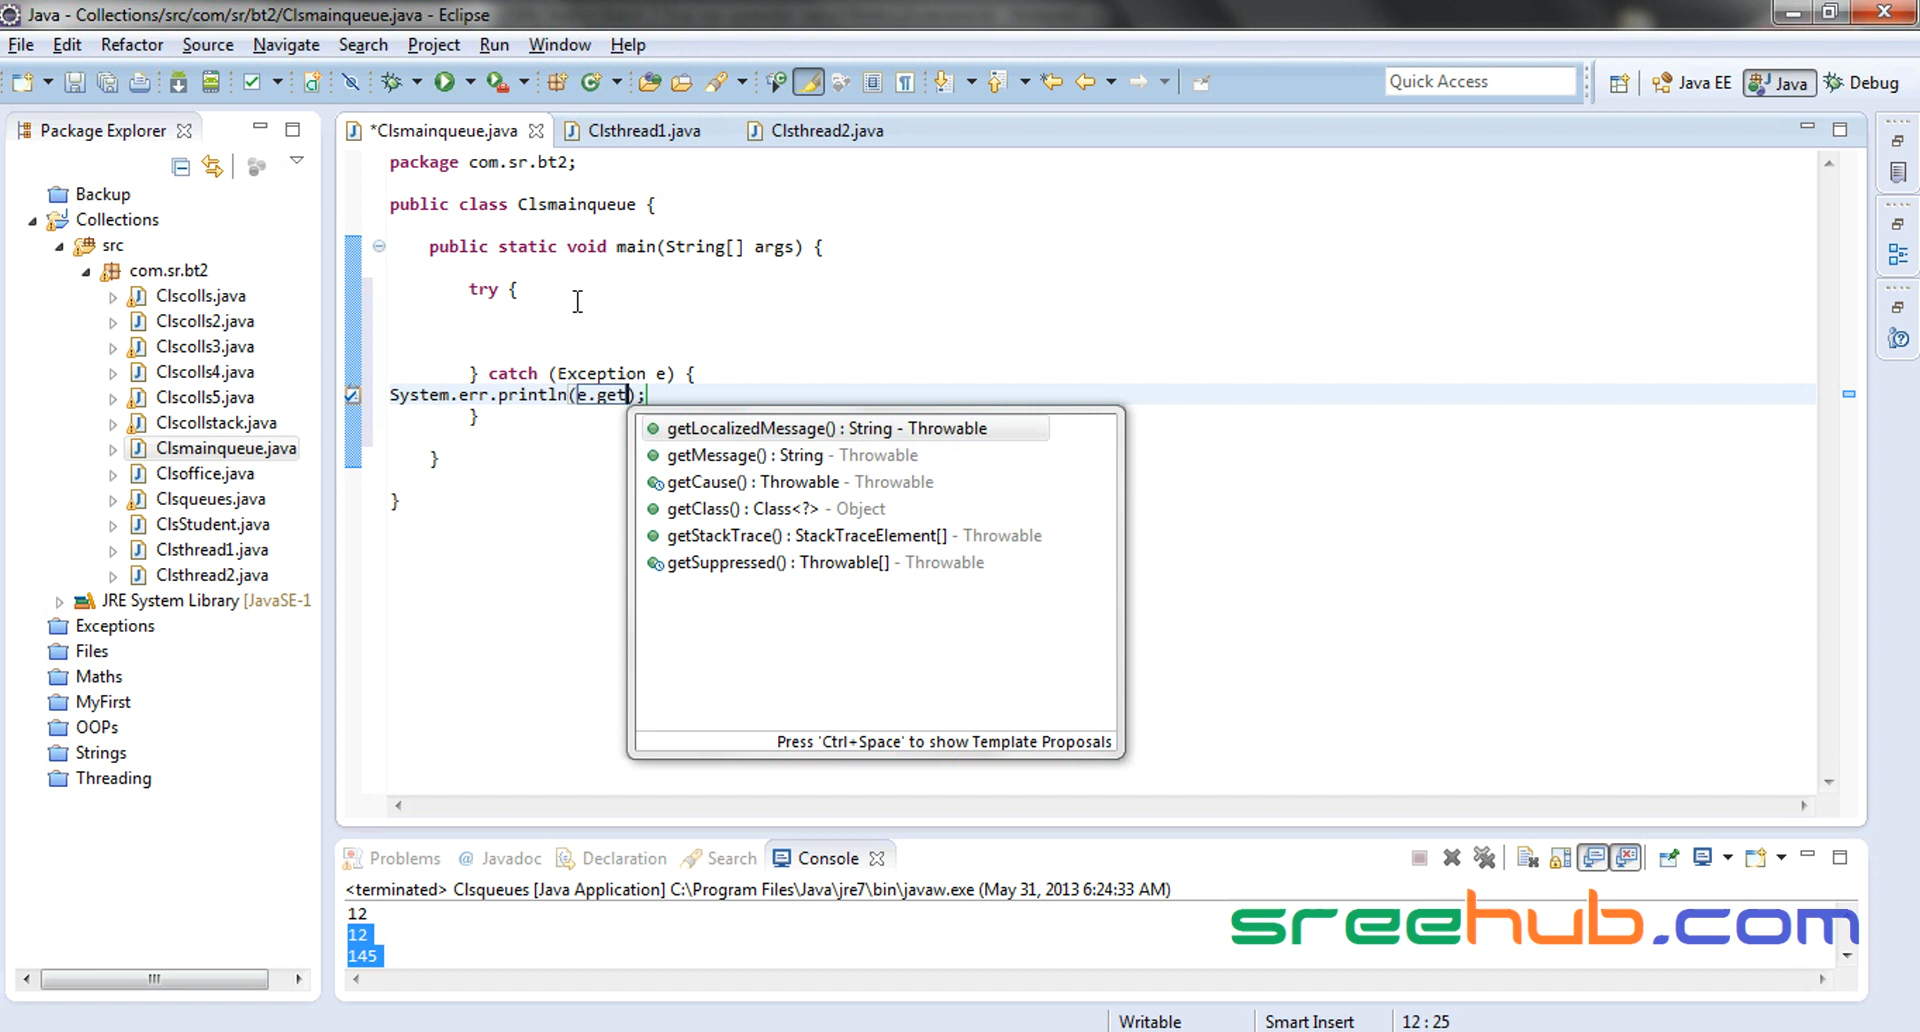 Java - Collections/src/com/sr/bt2/Clsmainqueue.java - Eclipse
File Edit Refactor Source Navigate Search Project Run Window Help
Quick Access Java EE Java Debug
Package Explorer
*Clsmainqueue.java Clsthread1.java Clsthread2.java
Backup
Collections
src
com.sr.bt2
Clscolls.java
Clscolls2.java
Clscolls3.java
Clscolls4.java
Clscolls5.java
Clscollstack.java
Clsmainqueue.java
Clsoffice.java
Clsqueues.java
ClsStudent.java
Clsthread1.java
Clsthread2.java
JRE System Library [JavaSE-1
Exceptions
Files
Maths
MyFirst
OOPs
Strings
Threading
package com.sr.bt2;
public class Clsmainqueue {
public static void main(String[] args) {
try {
} catch (Exception e) {
System.err.println(e.get);
}
}
}
getLocalizedMessage() : String - Throwable
getMessage() : String - Throwable
getCause() : Throwable - Throwable
getClass() : Class<?> - Object
getStackTrace() : StackTraceElement[] - Throwable
getSuppressed() : Throwable[] - Throwable
Press 'Ctrl+Space' to show Template Proposals
Problems @ Javadoc Declaration Search Console
<terminated> Clsqueues [Java Application] C:\Program Files\Java\jre7\bin\javaw.exe (May 31, 2013 6:24:33 AM)
12
12
145
sreehub.com
Writable Smart Insert 12 : 25